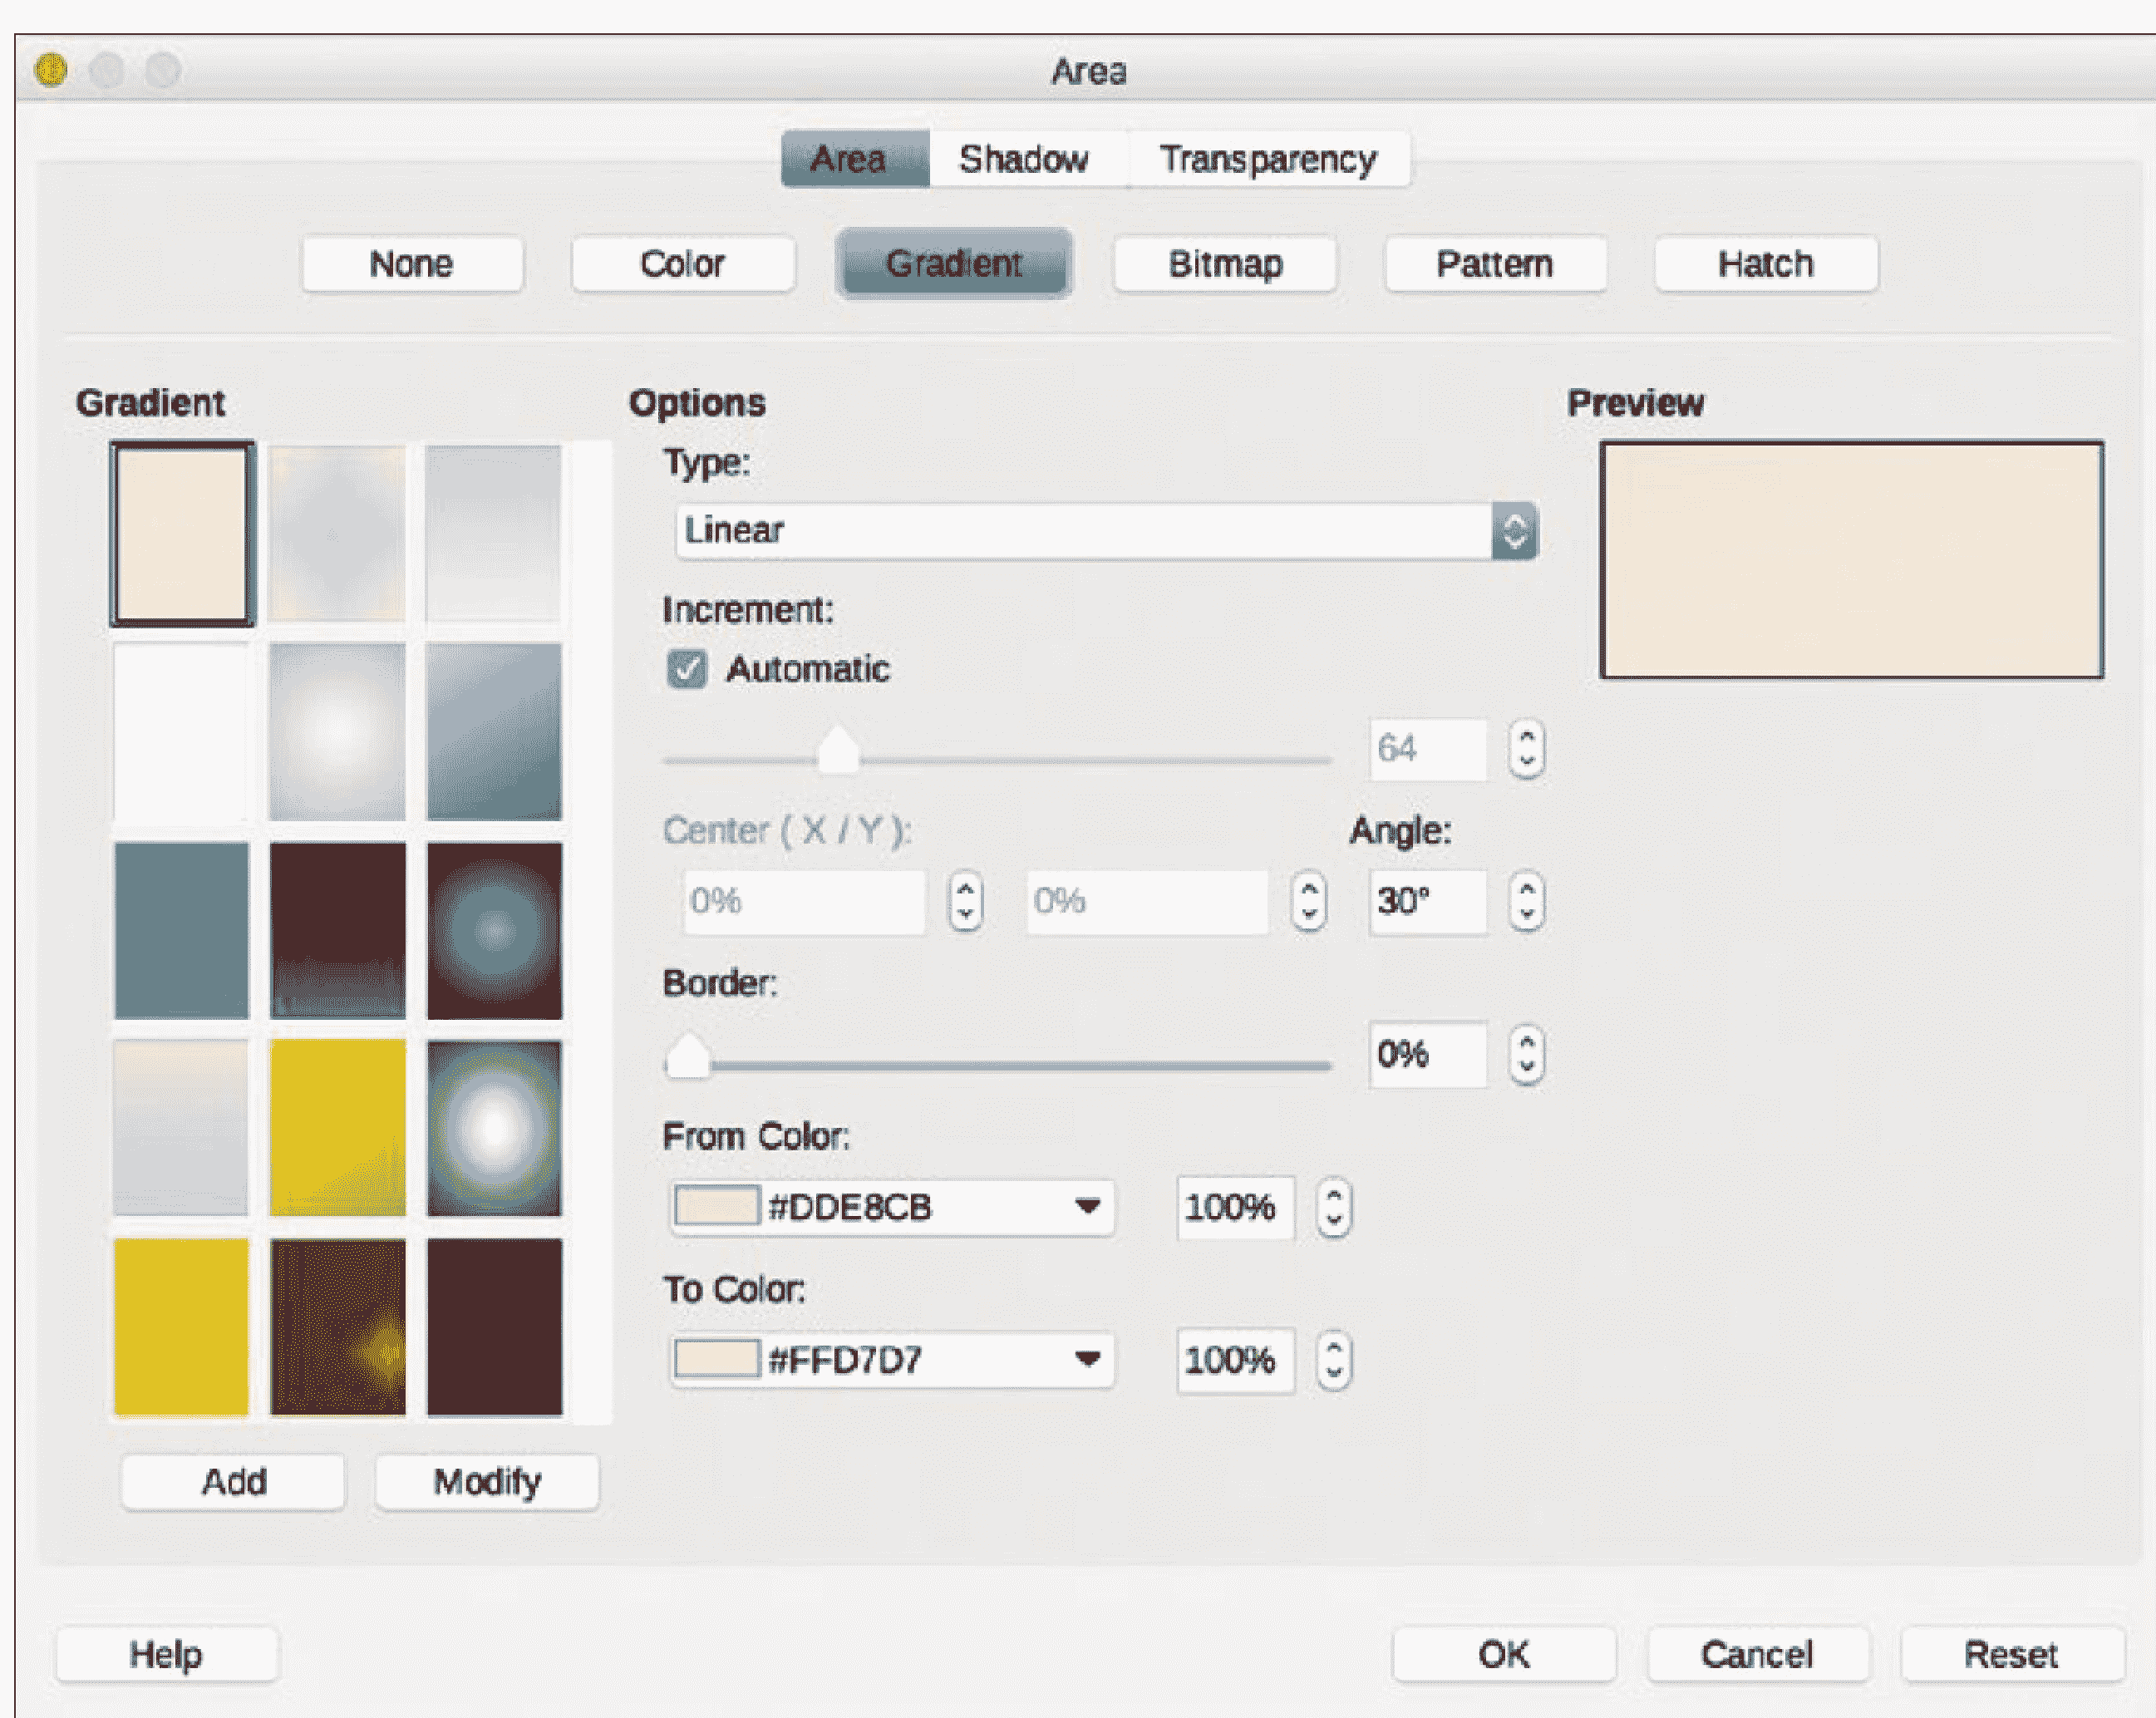 Area
Area Shadow Transparency
None Color Gradient Bitmap Pattern Hatch
Gradient
Options
Type:
Linear
Increment:
Automatic
64
Center ( X / Y ): Angle:
0% 0% 30°
Border:
0%
From Color:
#DDE8CB 100%
To Color:
#FFD7D7 100%
Preview
Add Modify
Help OK Cancel Reset